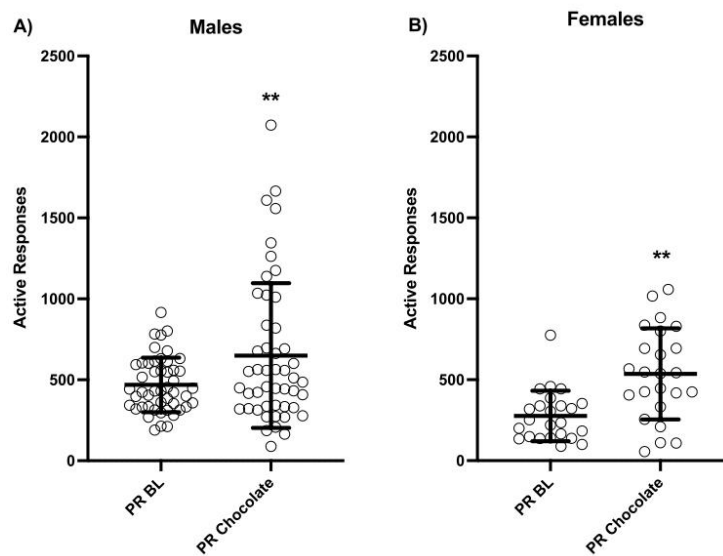 A)
Males
2500
2000
1500
1000
500
0
Active Responses
**
PR BL
PR Chocolate
B)
Females
2500
2000
1500
1000
500
0
Active Responses
**
PR BL
PR Chocolate